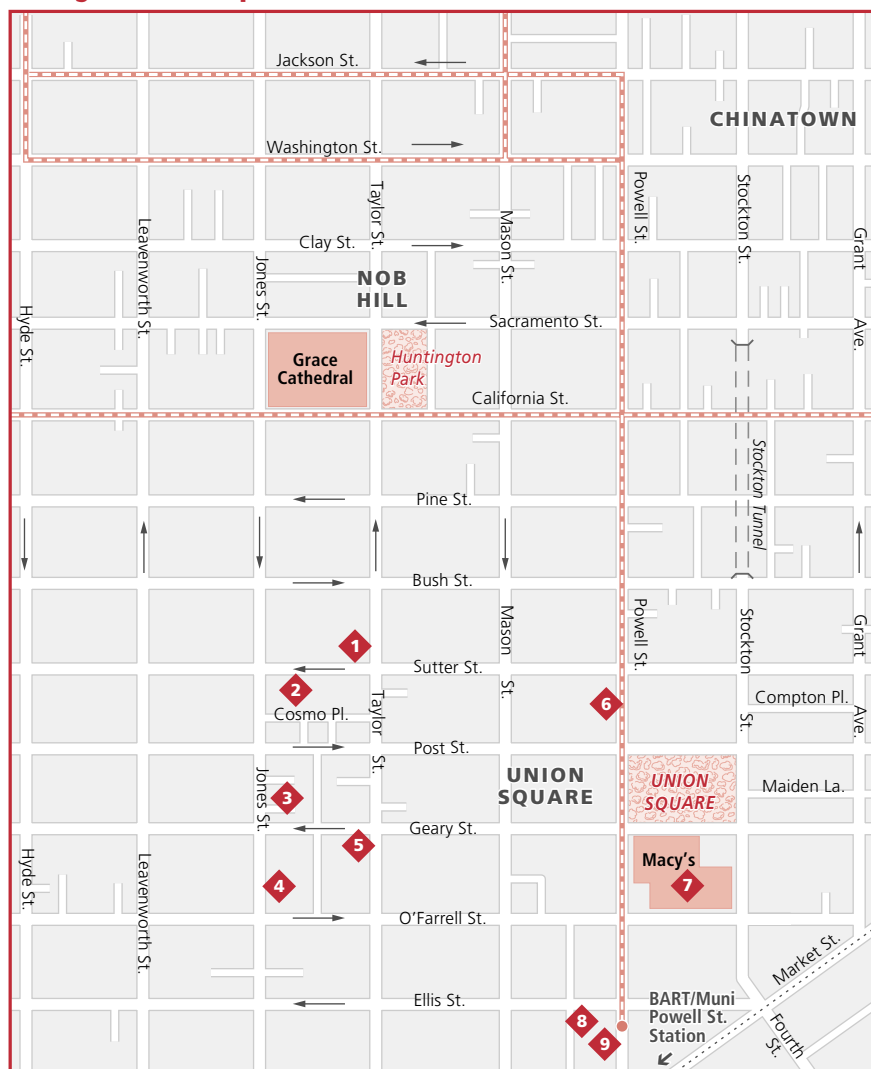 Jackson St.
CHINATOWN
Washington St.
Taylor St.
Powell St.
Stockton St.
Leavenworth St.
Mason St.
Grant
Ave.
Clay St.
Jones St.
NOB
HILL
Hyde St.
Sacramento St.
Grace
Cathedral
Huntington
Park
California St.
Stockton Tunnel
Pine St.
Bush St.
Mason
St.
Powell St.
Stockton
St.
Grant
Ave.
1
Sutter St.
2
Taylor
St.
6
Compton Pl.
Cosmo Pl.
Post St.
Jones St.
3
UNION
SQUARE
UNION
SQUARE
Maiden La.
Geary St.
5
Hyde St.
Leavenworth St.
4
Macy's
7
O'Farrell St.
Market St.
Ellis St.
BART/Muni
Powell St.
Station
8
9
Fourth
St.